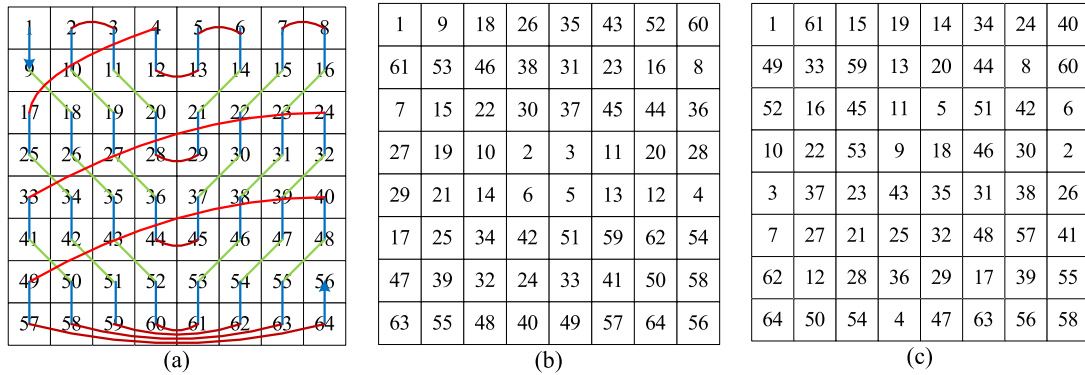 1 2 3 4 5 6 7 8
9 10 11 12 13 14 15 16
17 18 19 20 21 22 23 24
25 26 27 28 29 30 31 32
33 34 35 36 37 38 39 40
41 42 43 44 45 46 47 48
49 50 51 52 53 54 55 56
57 58 59 60 61 62 63 64
(a)
1 9 18 26 35 43 52 60
61 53 46 38 31 23 16 8
7 15 22 30 37 45 44 36
27 19 10 2 3 11 20 28
29 21 14 6 5 13 12 4
17 25 34 42 51 59 62 54
47 39 32 24 33 41 50 58
63 55 48 40 49 57 64 56
(b)
1 61 15 19 14 34 24 40
49 33 59 13 20 44 8 60
52 16 45 11 5 51 42 6
10 22 53 9 18 46 30 2
3 37 23 43 35 31 38 26
7 27 21 25 32 48 57 41
62 12 28 36 29 17 39 55
64 50 54 4 47 63 56 58
(c)